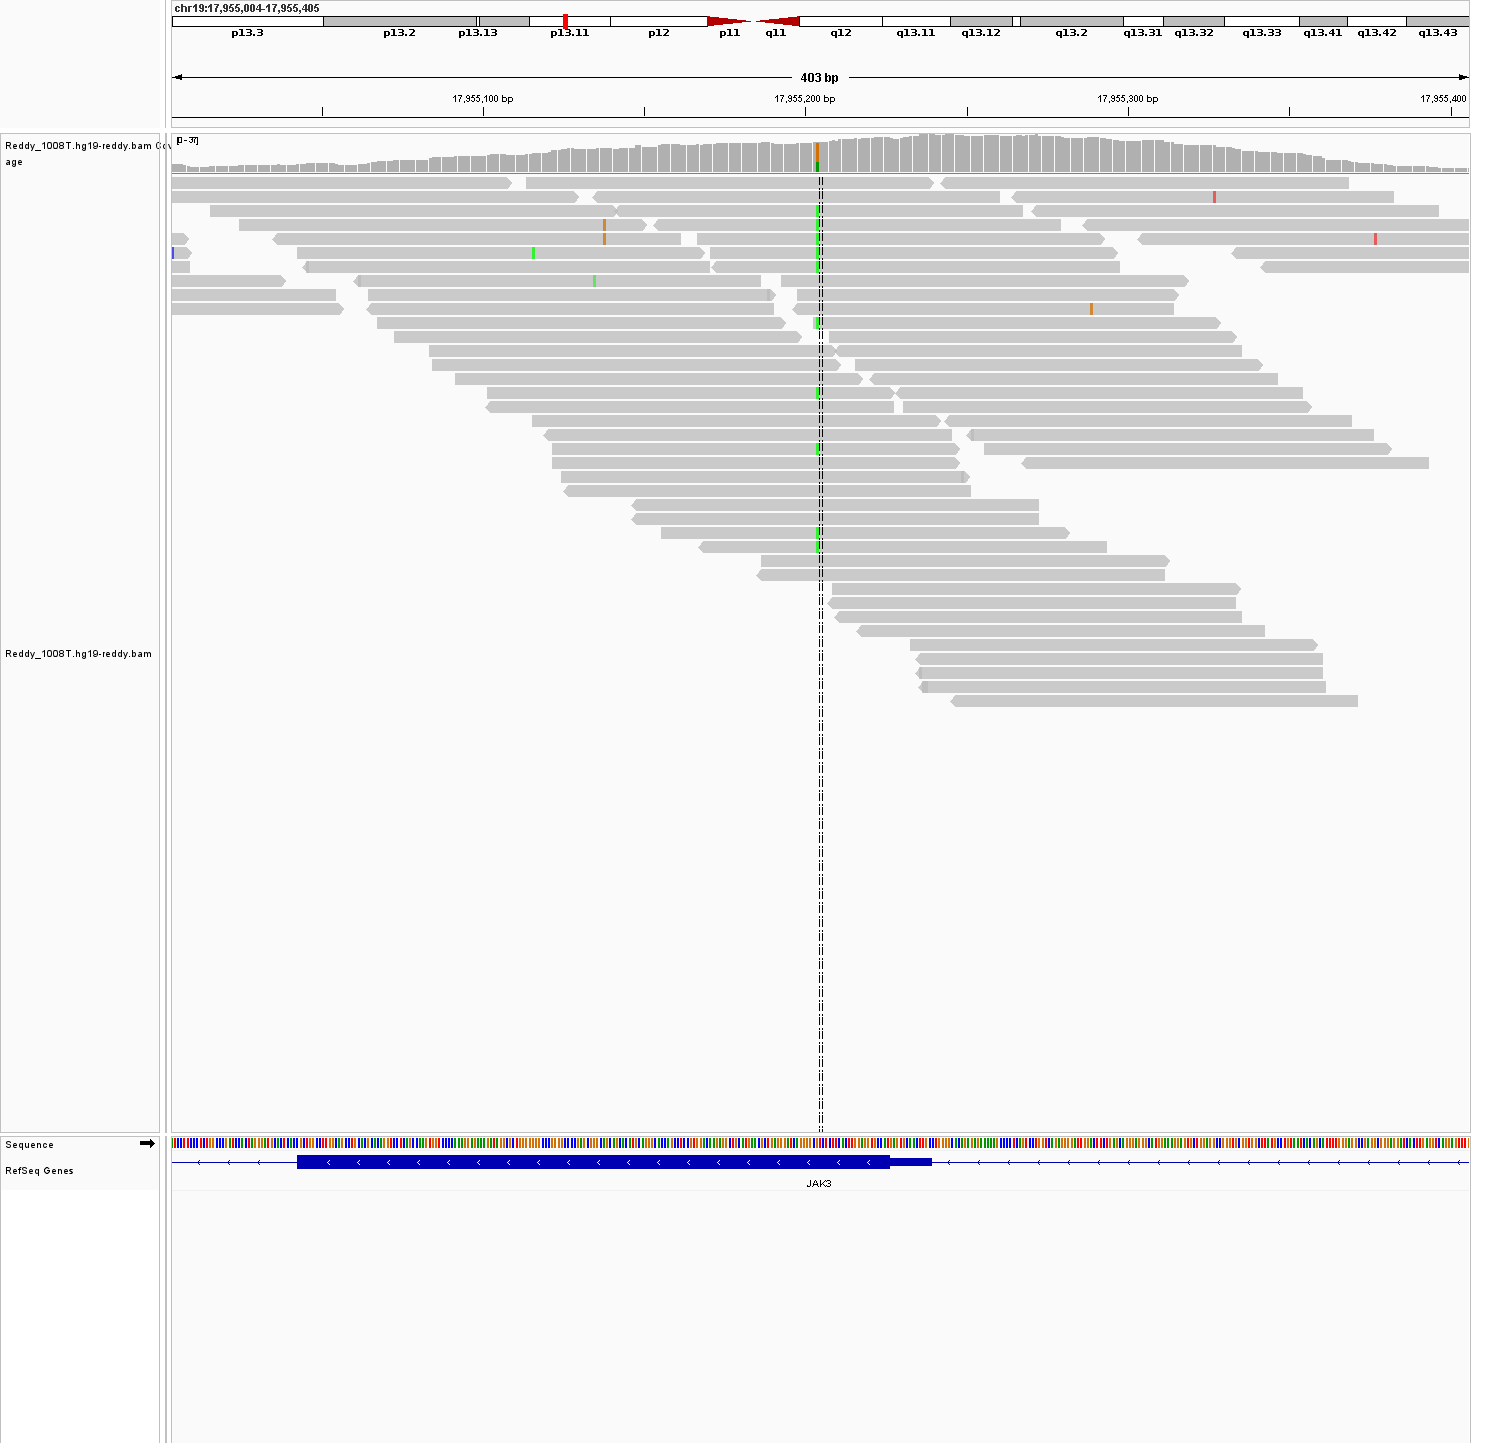 chr19:17,955,004-17,955,405
p13.3 p13.2 p13.13 p13.11 p12 p11 q11 q12 q13.11 q13.12 q13.2 q13.31 q13.32 q13.33 q13.41 q13.42 q13.43
403 bp
17,955,100 bp 17,955,200 bp 17,955,300 bp 17,955,400
[0 - 37]
Reddy_1008T.hg19-reddy.bam Cov
age
Reddy_1008T.hg19-reddy.bam
Sequence
RefSeq Genes
JAK3